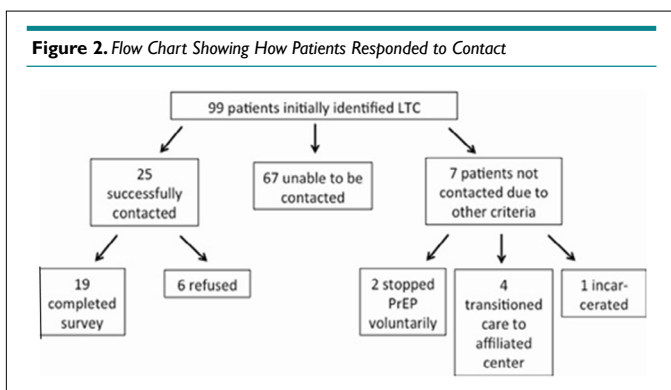 Figure 2. Flow Chart Showing How Patients Responded to Contact
99 patients initially identified LTC
25
successfully
contacted
67 unable to be
contacted
7 patients not
contacted due to
other criteria
19
completed
survey
6 refused
2 stopped
PrEP
voluntarily
4
transitioned
care to
affiliated
center
1 incar-
cerated